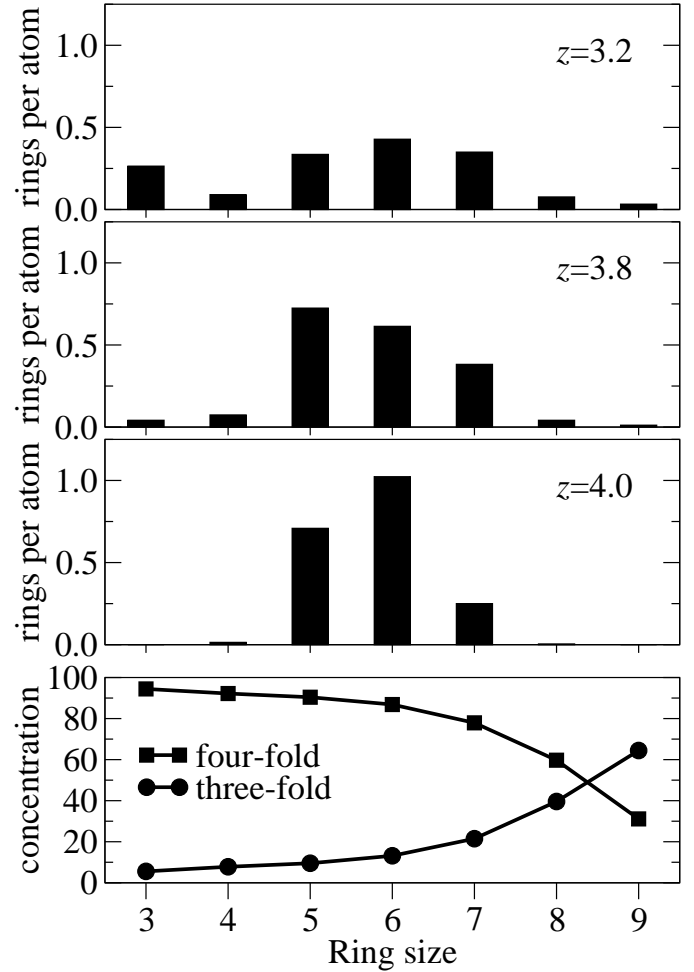 rings per atom
1.0
0.5
0.0
z=3.2
rings per atom
1.0
0.5
0.0
z=3.8
rings per atom
1.0
0.5
0.0
z=4.0
concentration
100
80
60
40
20
0
four-fold
three-fold
3 4 5 6 7 8 9
Ring size